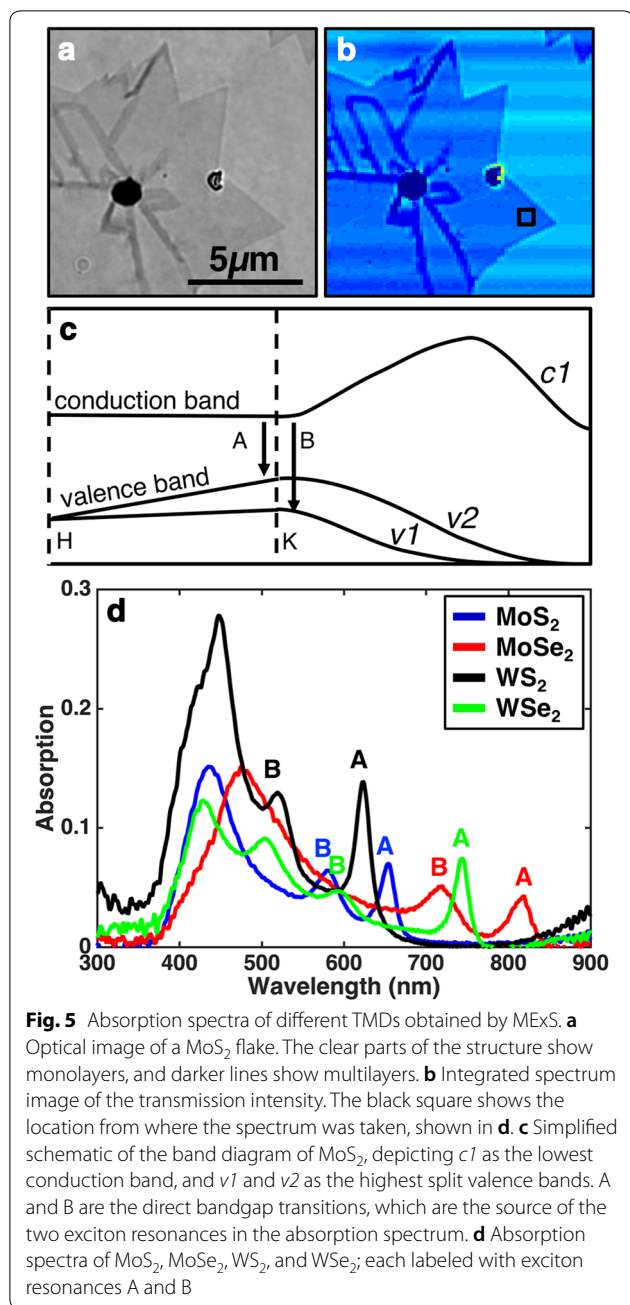 a
b
5µm
c
conduction band
c1
A
B
valence band
v2
v1
H
K
0.3
d
MoS₂
MoSe₂
WS₂
WSe₂
0.2
Absorption
A
B
0.1
B
A
B
B
A
A
0
300 400 500 600 700 800 900
Wavelength (nm)
Fig. 5 Absorption spectra of different TMDs obtained by MExS. a
Optical image of a MoS₂ flake. The clear parts of the structure show
monolayers, and darker lines show multilayers. b Integrated spectrum
image of the transmission intensity. The black square shows the
location from where the spectrum was taken, shown in d. c Simplified
schematic of the band diagram of MoS₂, depicting c1 as the lowest
conduction band, and v1 and v2 as the highest split valence bands. A
and B are the direct bandgap transitions, which are the source of the
two exciton resonances in the absorption spectrum. d Absorption
spectra of MoS₂, MoSe₂, WS₂, and WSe₂; each labeled with exciton
resonances A and B